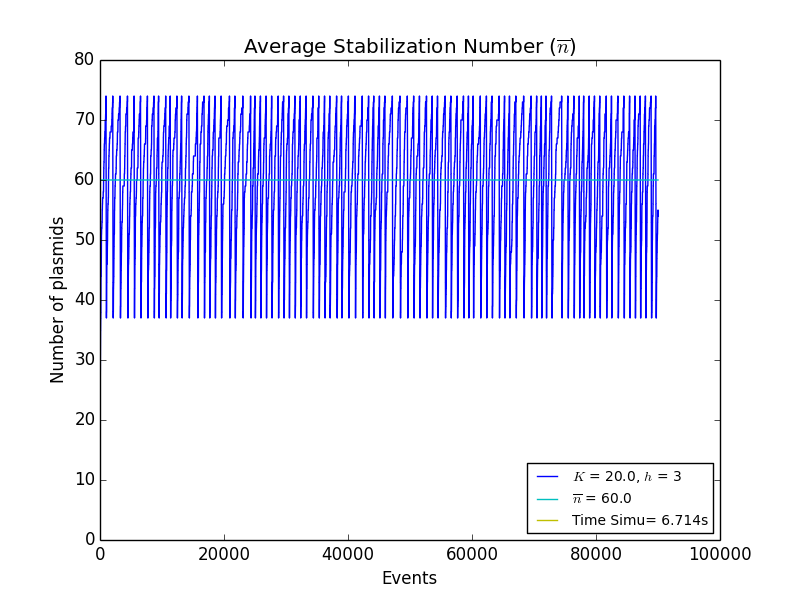 Average Stabilization Number (n̅)
80
70
60
50
40
30
20
10
0
Number of plasmids
K = 20.0, h = 3
n̅ = 60.0
Time Simu= 6.714s
0 20000 40000 60000 80000 100000
Events